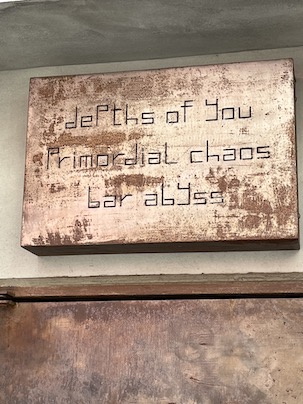 depths of you
primordial chaos
bar abyss